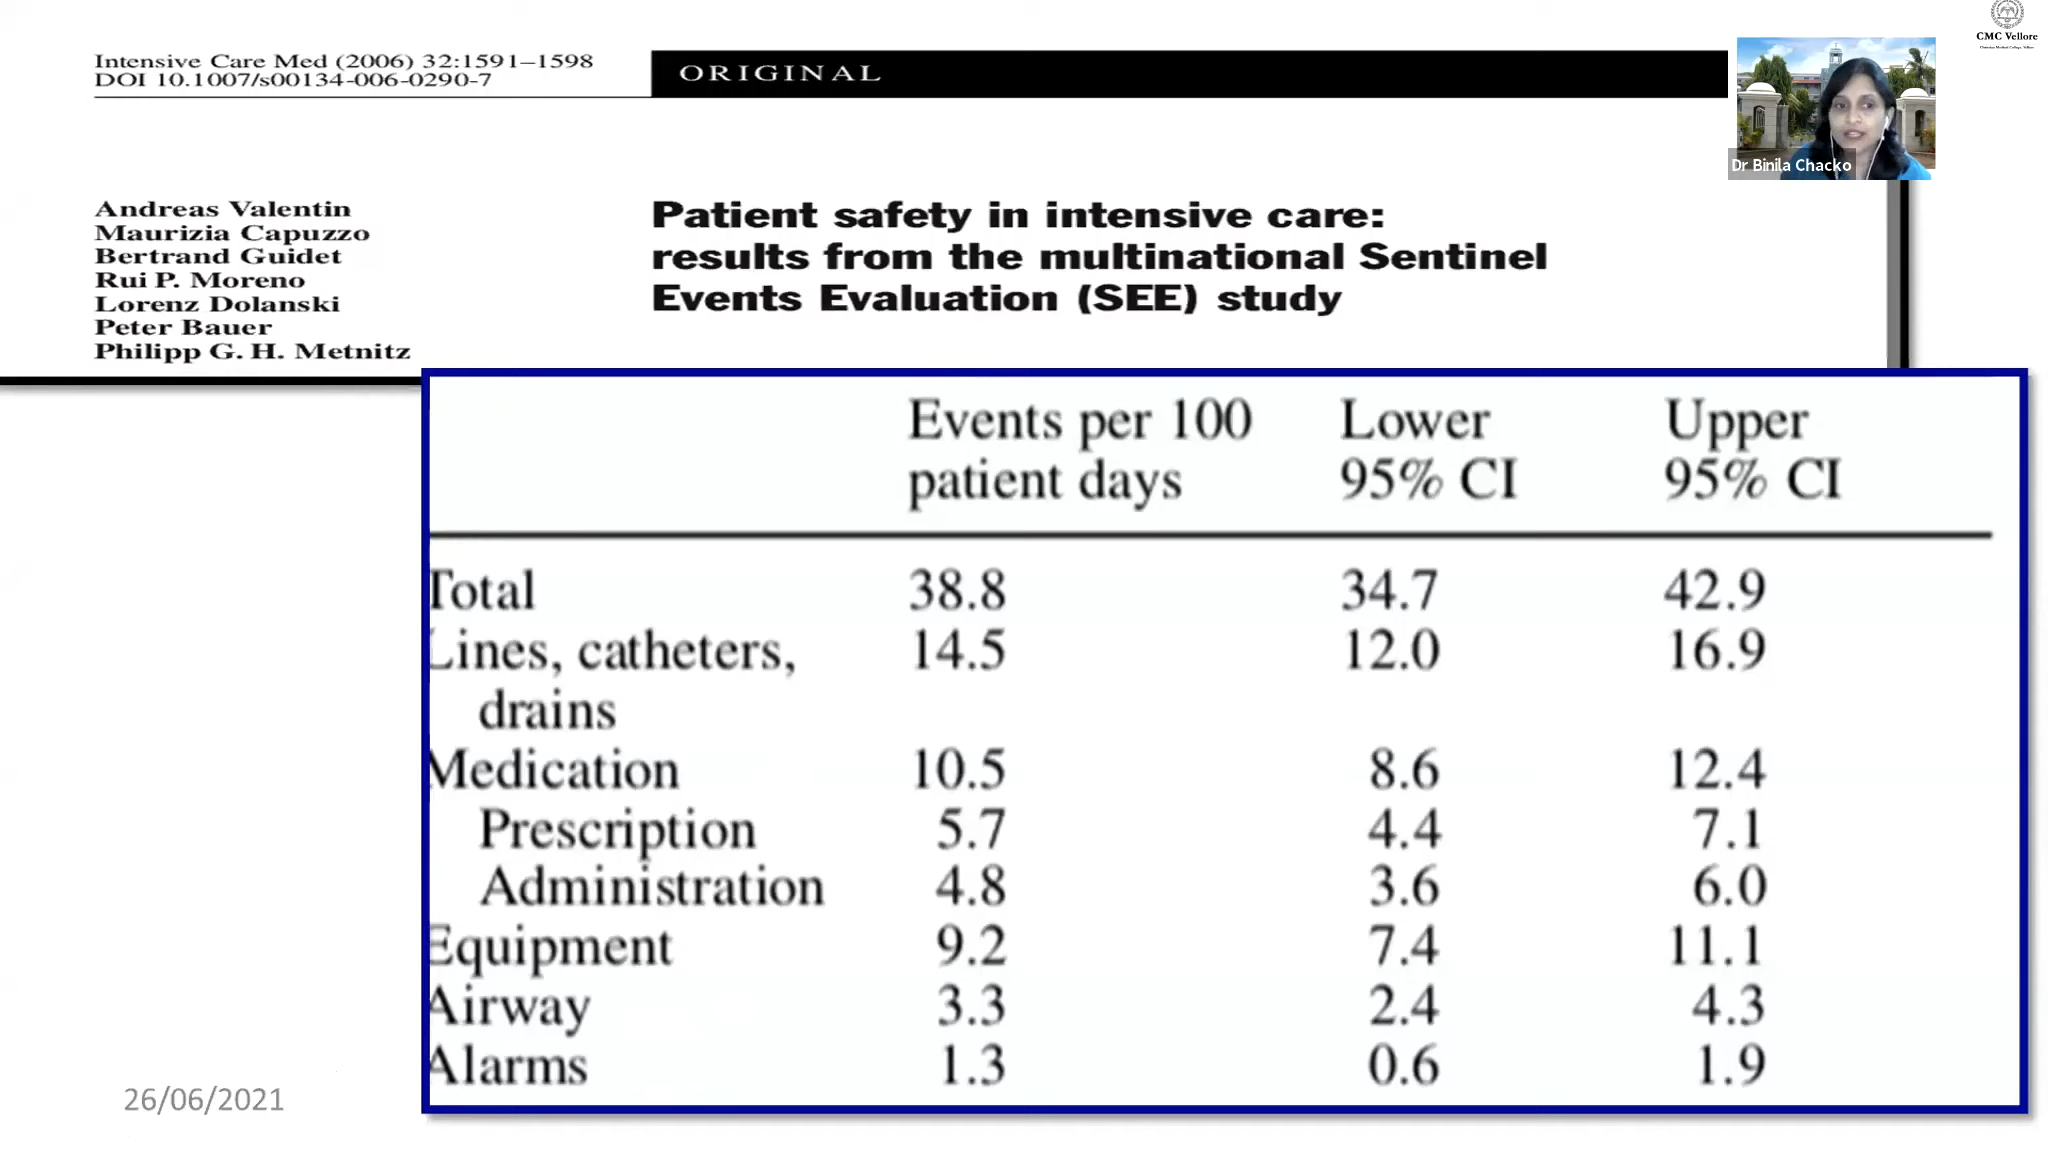 CMC Vellore
Intensive Care Med (2006) 32:1591–1598
DOI 10.1007/s00134-006-0290-7
ORIGINAL
Dr Binila Chacko
Andreas Valentin
Maurizia Capuzzo
Bertrand Guidet
Rui P. Moreno
Lorenz Dolanski
Peter Bauer
Philipp G. H. Metnitz
Patient safety in intensive care:
results from the multinational Sentinel
Events Evaluation (SEE) study
Events per 100 Lower Upper
patient days 95% CI 95% CI
Total 38.8 34.7 42.9
Lines, catheters, 14.5 12.0 16.9
drains
Medication 10.5 8.6 12.4
Prescription 5.7 4.4 7.1
Administration 4.8 3.6 6.0
Equipment 9.2 7.4 11.1
Airway 3.3 2.4 4.3
Alarms 1.3 0.6 1.9
26/06/2021